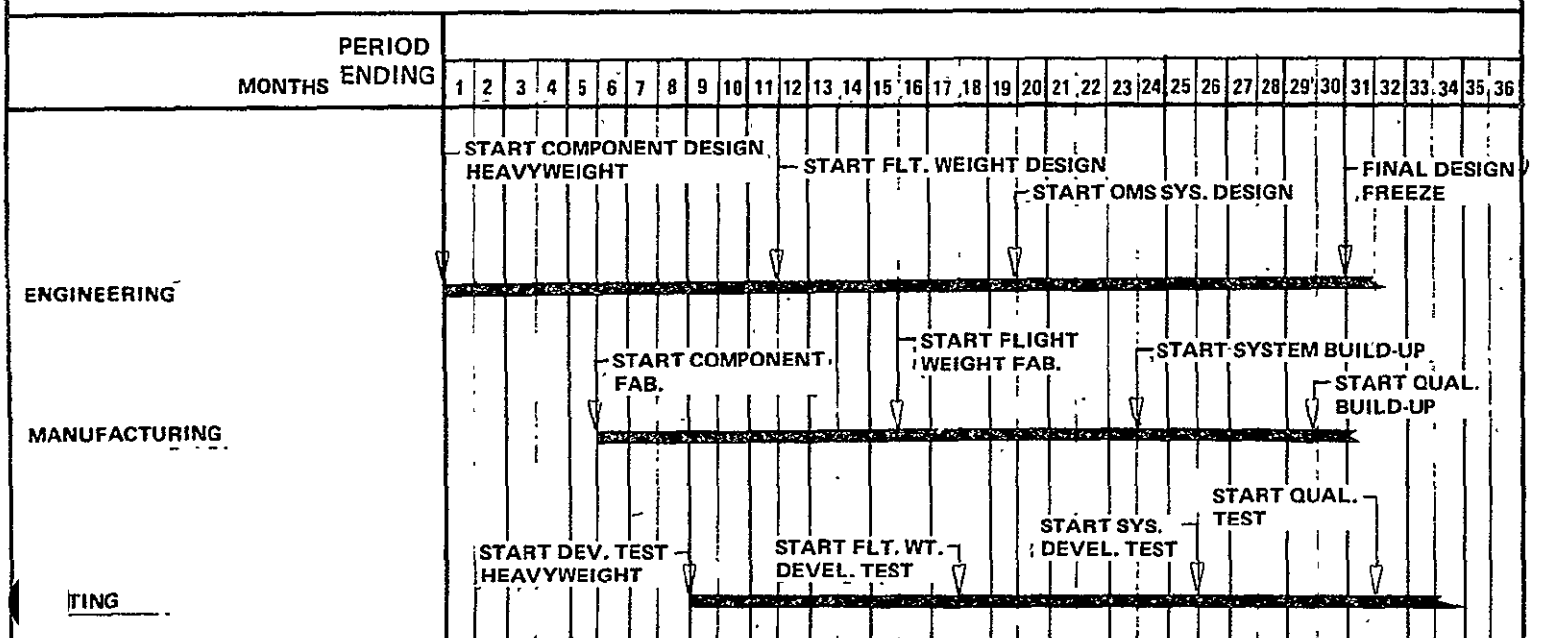 PERIOD
MONTHS ENDING
1 2 3 4 5 6 7 8 9 10 11 12 13 14 15 16 17 18 19 20 21 22 23 24 25 26 27 28 29 30 31 32 33 34 35 36
START COMPONENT DESIGN
HEAVYWEIGHT
START FLT. WEIGHT DESIGN
START OMS SYS. DESIGN
FINAL DESIGN
FREEZE
ENGINEERING
START COMPONENT
FAB.
START FLIGHT
WEIGHT FAB.
START SYSTEM BUILD-UP
START QUAL.
BUILD-UP
MANUFACTURING
START DEV. TEST
HEAVYWEIGHT
START FLT. WT.
DEVEL. TEST
START SYS.
DEVEL. TEST
START QUAL.
TEST
TING